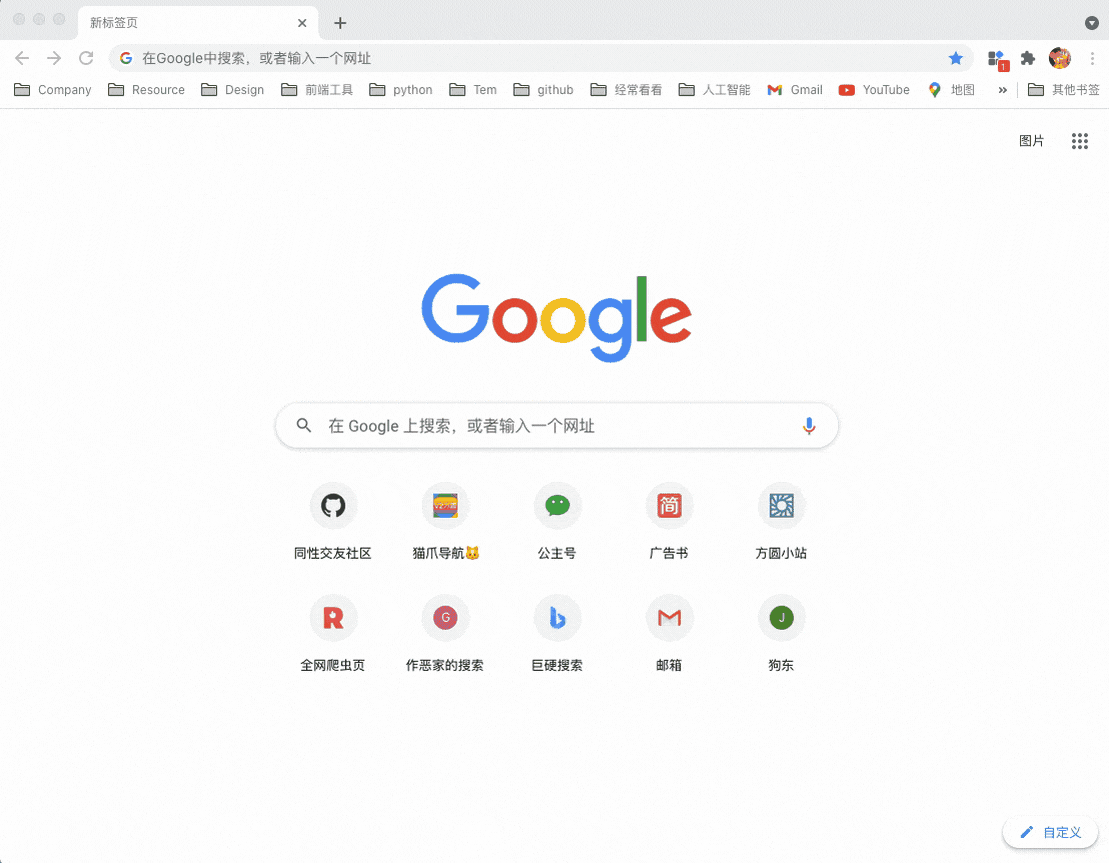 新标签页
在Google中搜索，或者输入一个网址
1
Company Resource Design 前端工具 python Tem github 经常看看 人工智能 Gmail YouTube 地图 » 其他书签
图片
Google
在 Google 上搜索，或者输入一个网址
简
同性交友社区 猫爪导航🐱 公主号 广告书 方圆小站
R G J
全网爬虫页 作恶家的搜索 巨硬搜索 邮箱 狗东
自定义